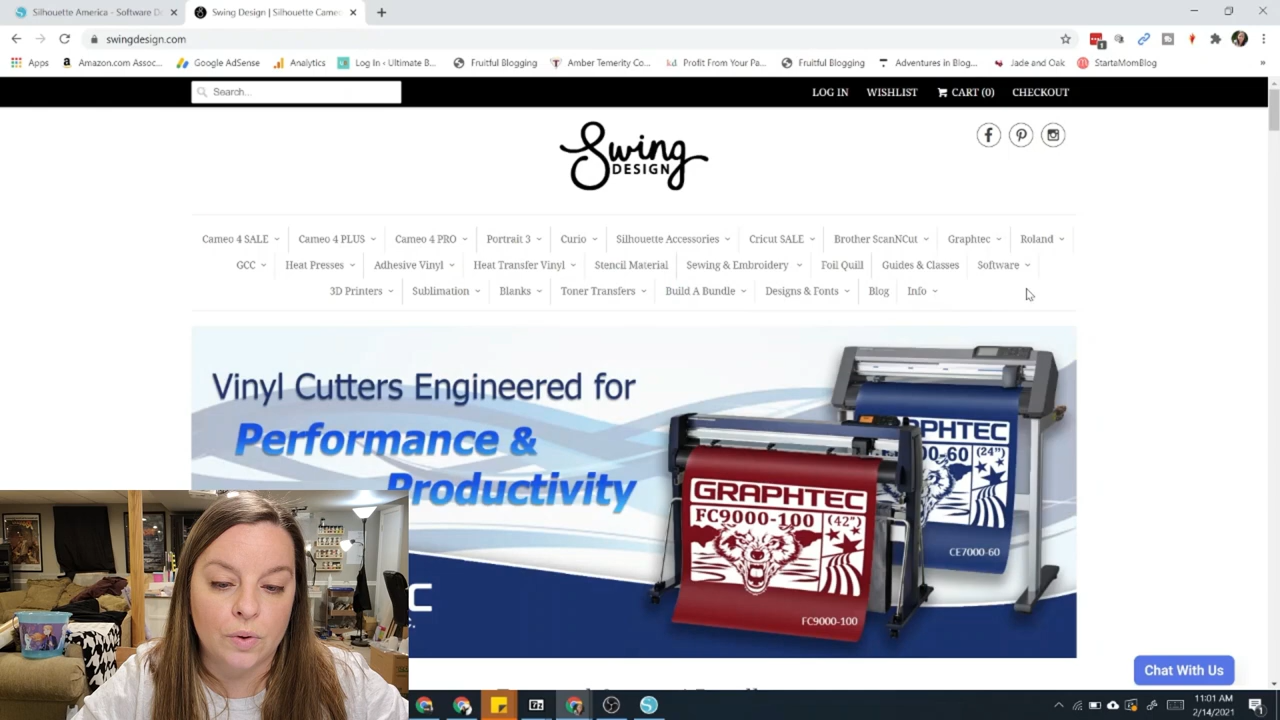 Silhouette America - Software D
Swing Design | Silhouette Came
swingdesign.com
Apps
Amazon.com Assoc...
Google AdSense
Analytics
Log In ‹ Ultimate B...
Fruitful Blogging
Amber Temerity Co...
Profit From Your Pa...
Fruitful Blogging
Adventures in Blog...
Jade and Oak
StartaMomBlog
Search...
LOG IN
WISHLIST
CART (0)
CHECKOUT
Swing
DESIGN
Cameo 4 SALE
Cameo 4 PLUS
Cameo 4 PRO
Portrait 3
Curio
Silhouette Accessories
Cricut SALE
Brother ScanNCut
Graphtec
Roland
GCC
Heat Presses
Adhesive Vinyl
Heat Transfer Vinyl
Stencil Material
Sewing & Embroidery
Foil Quill
Guides & Classes
Software
3D Printers
Sublimation
Blanks
Toner Transfers
Build A Bundle
Designs & Fonts
Blog
Info
Vinyl Cutters Engineered for
Performance &
Productivity
GRAPHTEC
FC9000-100
(42")
FC9000-100
(24")
CE7000-60
Chat With Us
11:01 AM
2/14/2021